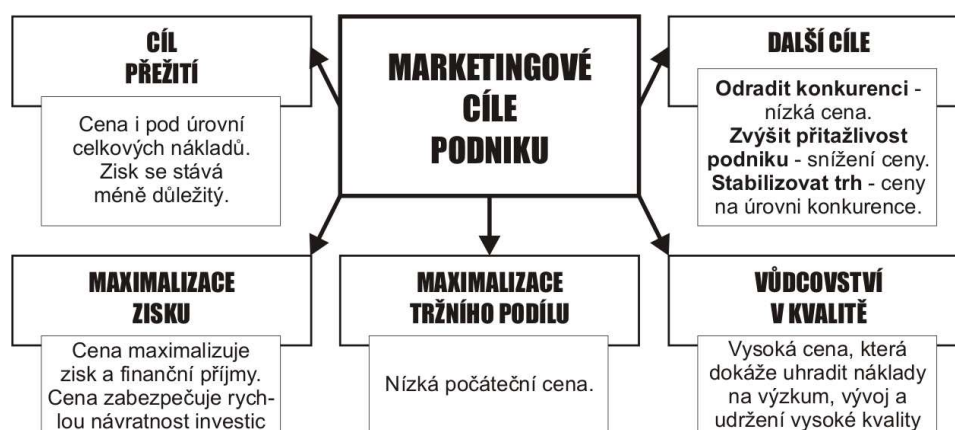 CÍL
PŘEŽITÍ
Cena i pod úrovní
celkových nákladů.
Zisk se stává
méně důležitý.
MARKETINGOVÉ
CÍLE
PODNIKU
DALŠÍ CÍLE
Odradit konkurenci -
nízká cena.
Zvýšit přitažlivost
podniku - snížení ceny.
Stabilizovat trh - ceny
na úrovni konkurence.
MAXIMALIZACE
ZISKU
Cena maximalizuje
zisk a finanční příjmy.
Cena zabezpečuje rych-
lou návratnost investic
MAXIMALIZACE
TRŽNÍHO PODÍLU
Nízká počáteční cena.
VŮDCOVSTVÍ
V KVALITĚ
Vysoká cena, která
dokáže uhradit náklady
na výzkum, vývoj a
udržení vysoké kvality